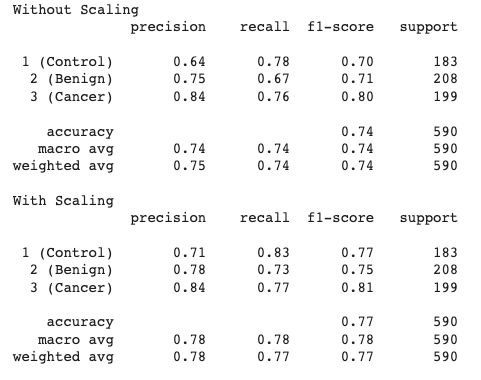 Without Scaling
precision recall f1-score support
1 (Control) 0.64 0.78 0.70 183
2 (Benign) 0.75 0.67 0.71 208
3 (Cancer) 0.84 0.76 0.80 199
accuracy 0.74 590
macro avg 0.74 0.74 0.74 590
weighted avg 0.75 0.74 0.74 590
With Scaling
precision recall f1-score support
1 (Control) 0.71 0.83 0.77 183
2 (Benign) 0.78 0.73 0.75 208
3 (Cancer) 0.84 0.77 0.81 199
accuracy 0.77 590
macro avg 0.78 0.78 0.78 590
weighted avg 0.78 0.77 0.77 590